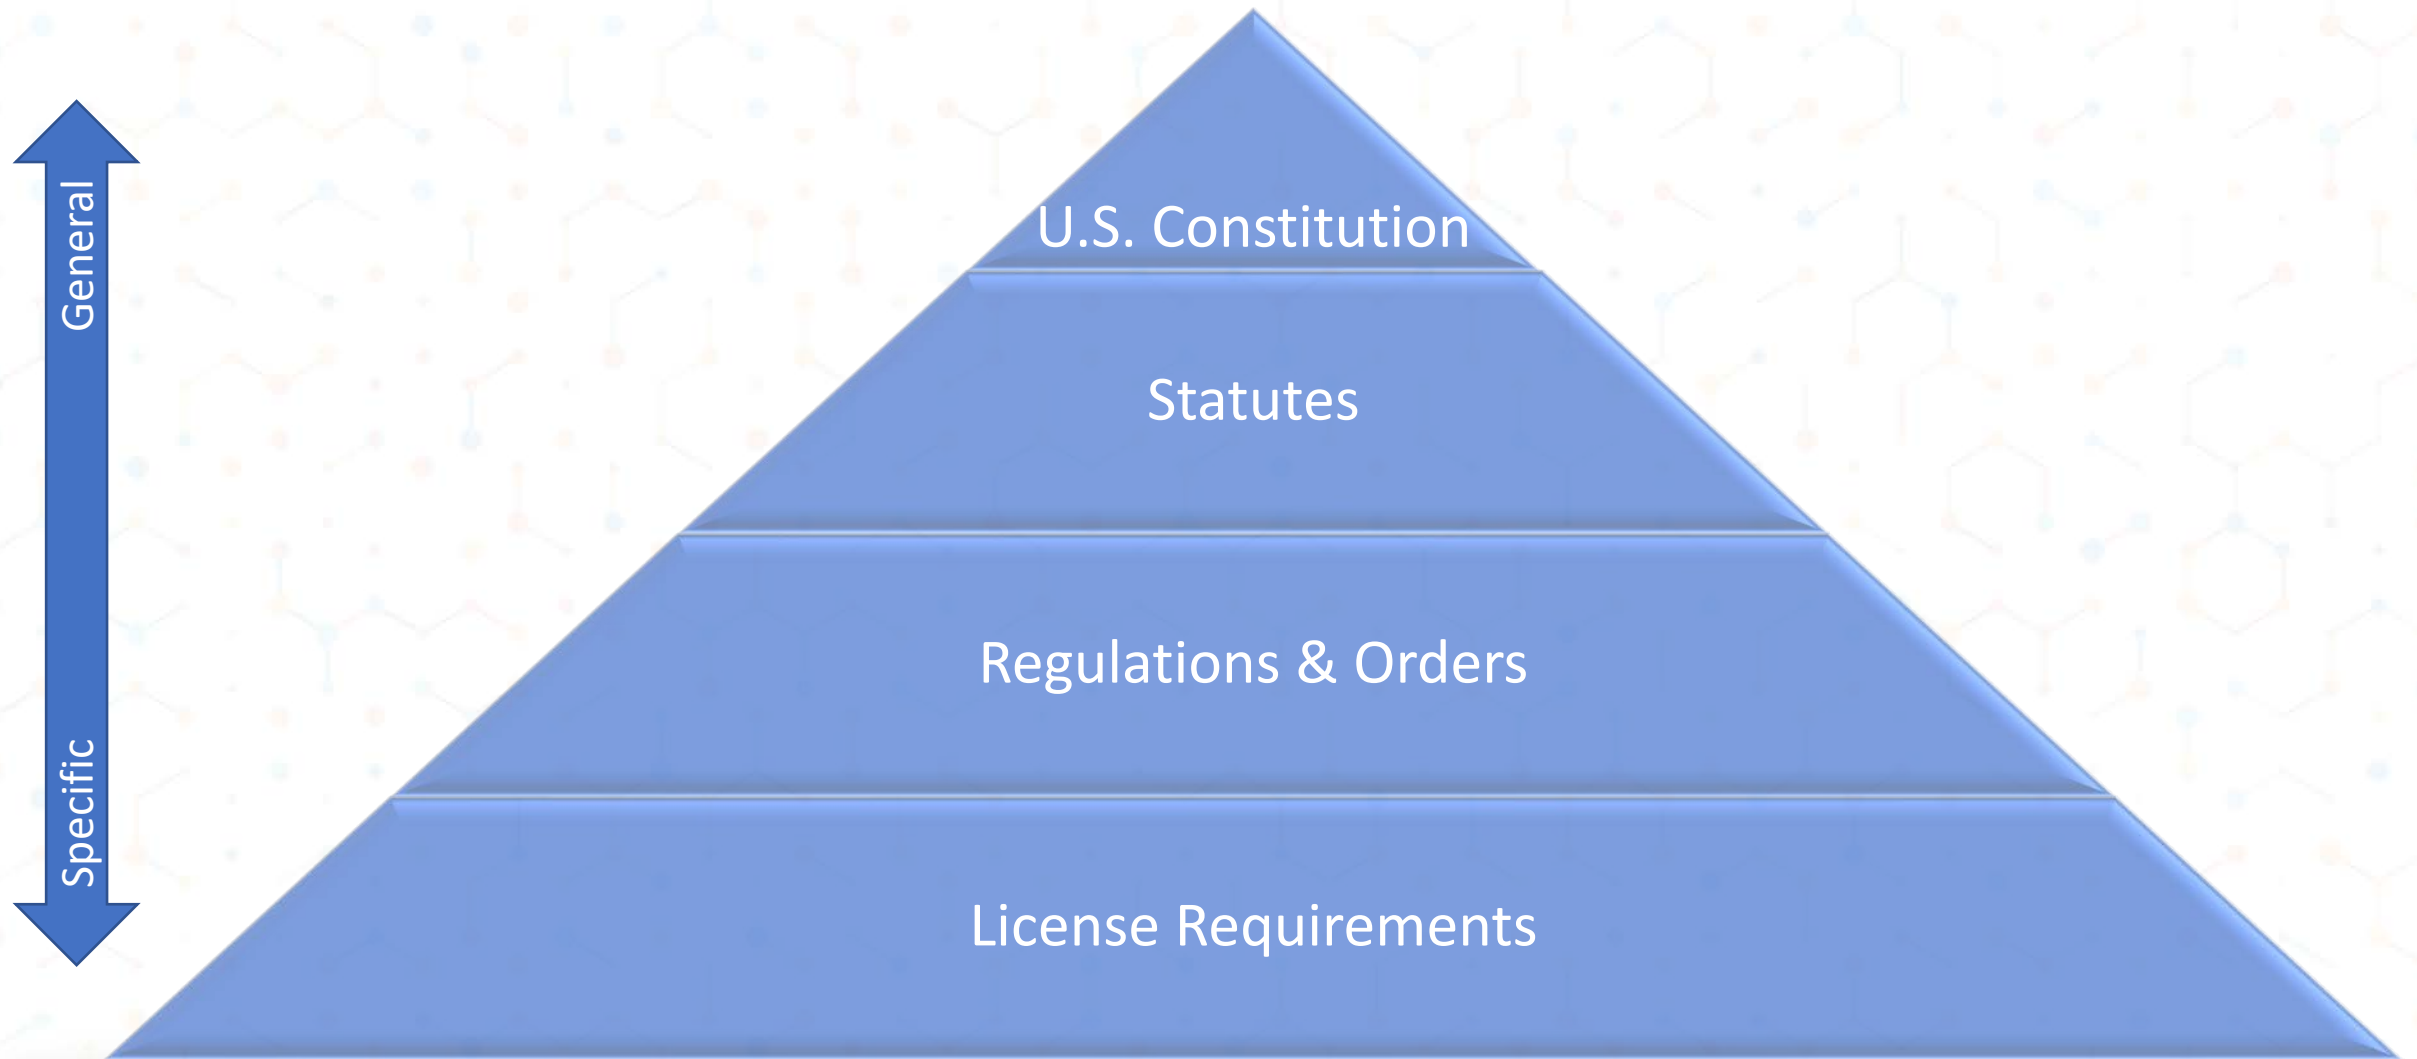 General
Specific
U.S. Constitution
Statutes
Regulations & Orders
License Requirements